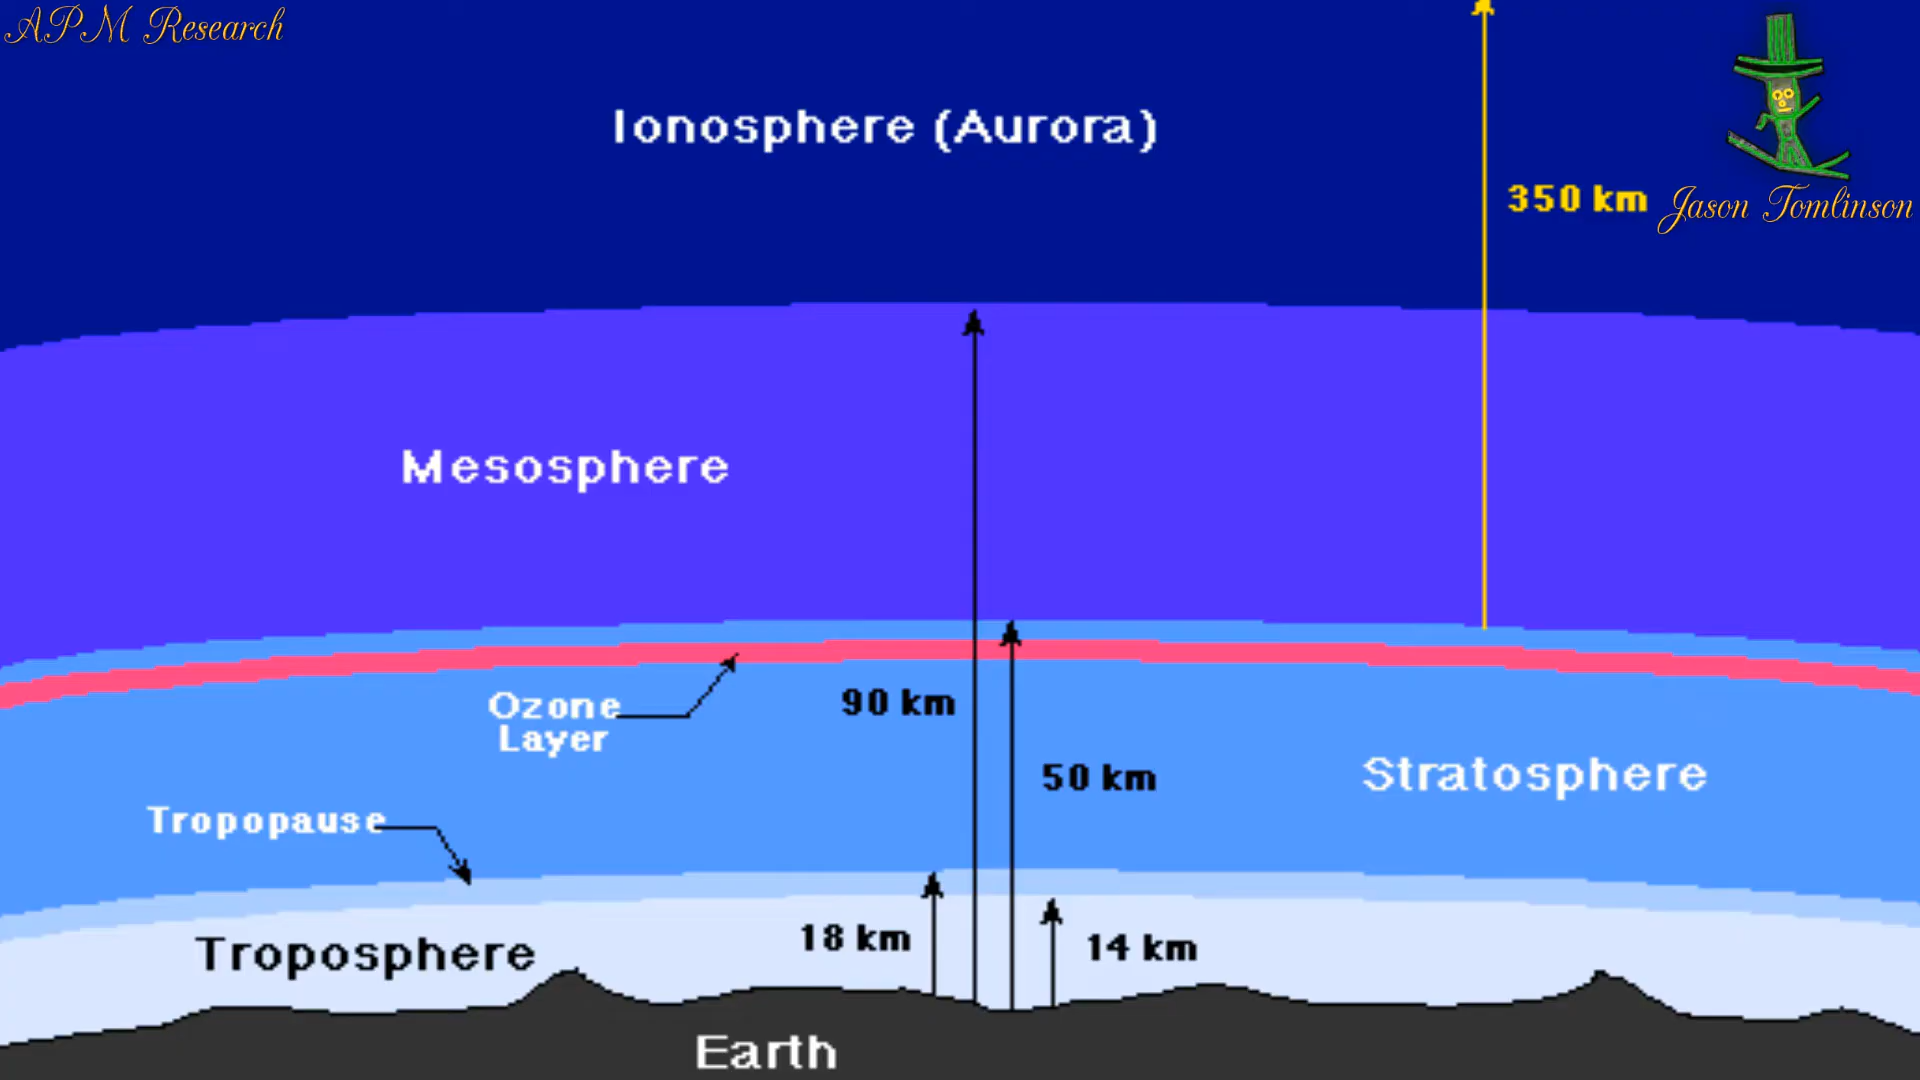 APM Research
Ionosphere (Aurora)
350 km
Jason Tomlinson
Mesosphere
Ozone
Layer
90 km
50 km
Stratosphere
Tropopause
Troposphere
18 km
14 km
Earth